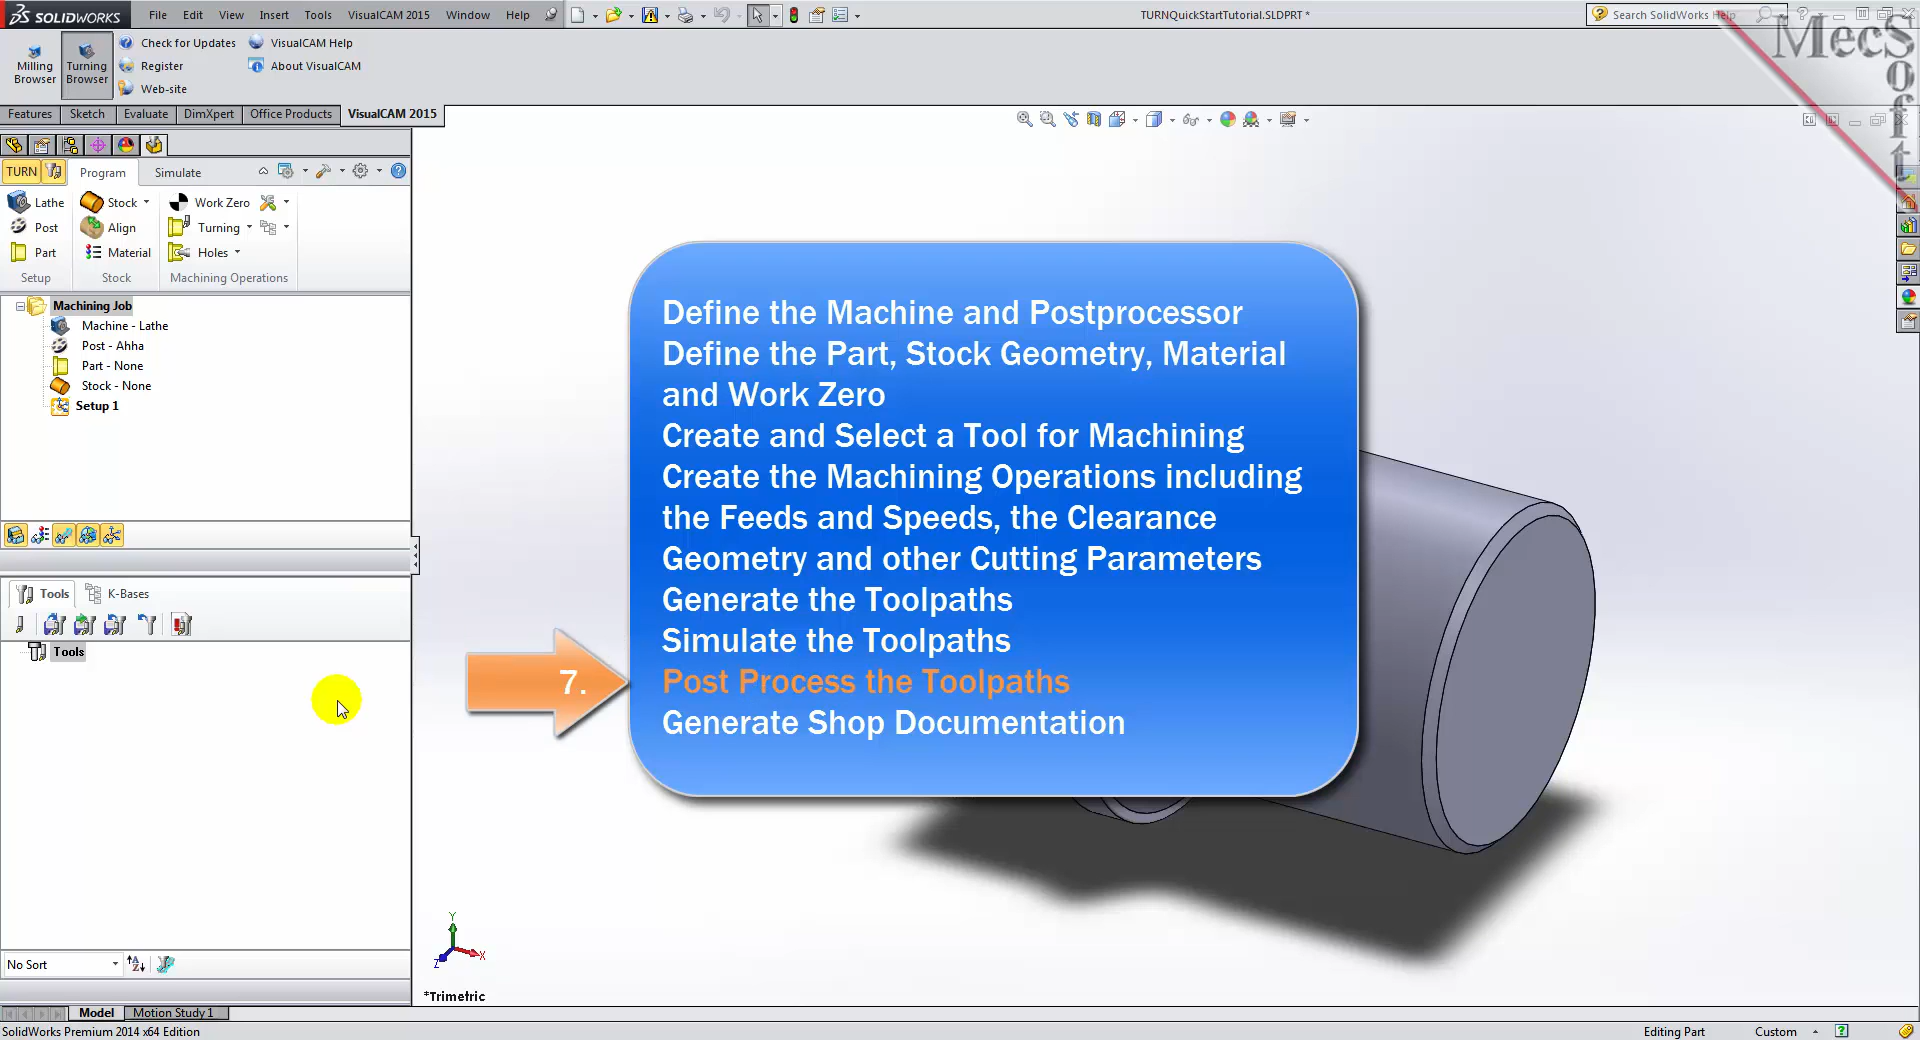 SOLIDWORKS File Edit View Insert Tools VisualCAM 2015 Window Help TURNQuickStartTutorial.SLDPRT * Search SolidWorks Help
MecSoft
Milling Browser
Turning Browser
Check for Updates
VisualCAM Help
Register
About VisualCAM
Web-site
Features Sketch Evaluate DimXpert Office Products VisualCAM 2015
TURN Program Simulate
Lathe Stock Work Zero
Post Align Turning
Part Material Holes
Setup Stock Machining Operations
Machining Job
Machine - Lathe
Post - Ahha
Part - None
Stock - None
Setup 1
Define the Machine and Postprocessor
Define the Part, Stock Geometry, Material
and Work Zero
Create and Select a Tool for Machining
Create the Machining Operations including
the Feeds and Speeds, the Clearance
Geometry and other Cutting Parameters
Generate the Toolpaths
Simulate the Toolpaths
7. Post Process the Toolpaths
Generate Shop Documentation
Tools K-Bases
Tools
No Sort
Y
X
Z
*Trimetric
Model Motion Study 1
SolidWorks Premium 2014 x64 Edition Editing Part Custom